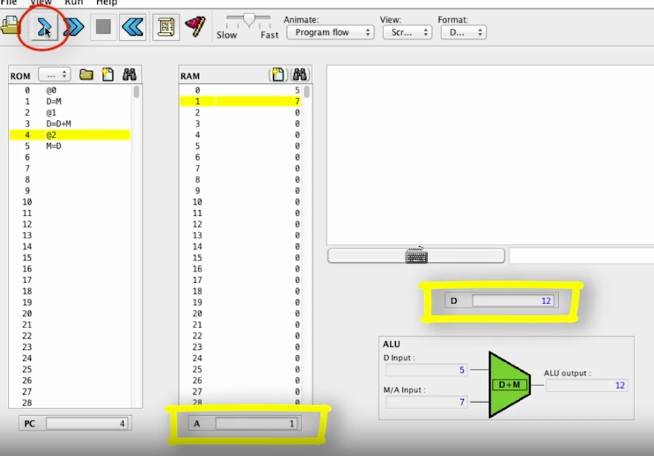 File View Run Help
Slow Fast
Animate:
Program flow
View:
Scr...
Format:
D...
ROM ...
0 @0
1 D=M
2 @1
3 D=D+M
4 @2
5 M=D
6
7
8
9
10
11
12
13
14
15
16
17
18
19
20
21
22
23
24
25
26
27
28
PC 4
RAM
0 5
1 7
2 0
3 0
4 0
5 0
6 0
7 0
8 0
9 0
10 0
11 0
12 0
13 0
14 0
15 0
16 0
17 0
18 0
19 0
20 0
21 0
22 0
23 0
24 0
25 0
26 0
27 0
28 0
A 1
D 12
ALU
D Input :
5
M/A Input :
7
D+M
ALU output :
12